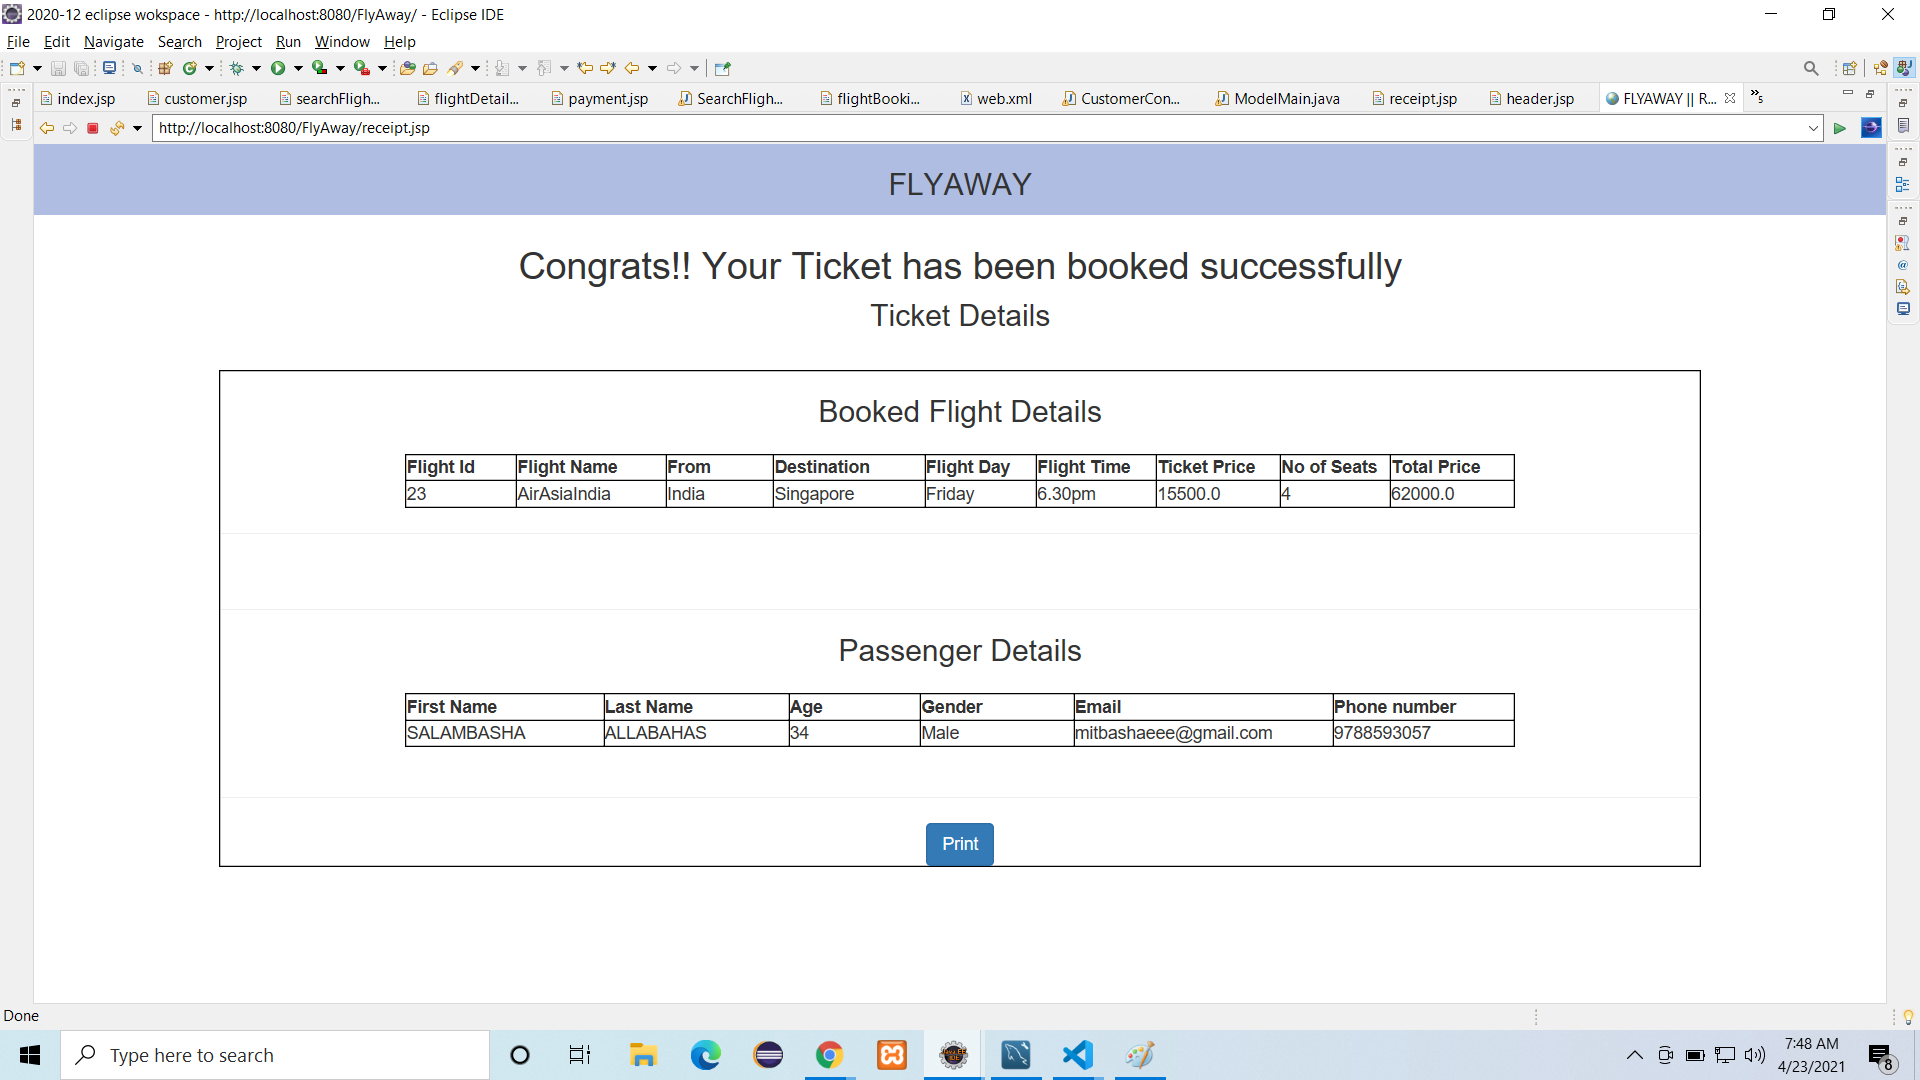 2020-12 eclipse wokspace - http://localhost:8080/FlyAway/ - Eclipse IDE
File Edit Navigate Search Project Run Window Help
index.jsp customer.jsp searchFligh... flightDetail... payment.jsp SearchFligh... flightBooki... web.xml CustomerCon... ModelMain.java receipt.jsp header.jsp FLYAWAY || R... »5
http://localhost:8080/FlyAway/receipt.jsp
FLYAWAY
Congrats!! Your Ticket has been booked successfully
Ticket Details
Booked Flight Details
Flight Id Flight Name From Destination Flight Day Flight Time Ticket Price No of Seats Total Price
23 AirAsiaIndia India Singapore Friday 6.30pm 15500.0 4 62000.0
Passenger Details
First Name Last Name Age Gender Email Phone number
SALAMBASHA ALLABAHAS 34 Male mitbashaeee@gmail.com 9788593057
Print
Done
Type here to search
7:48 AM
4/23/2021
8